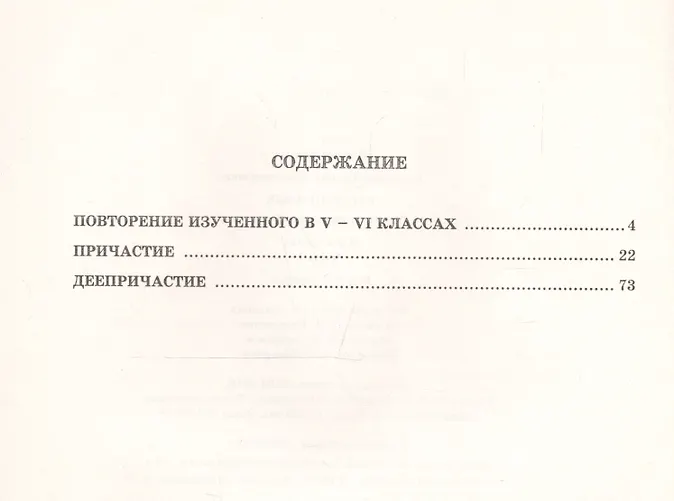 СОДЕРЖАНИЕ
ПОВТОРЕНИЕ ИЗУЧЕННОГО В V – VI КЛАССАХ ............................ 4
ПРИЧАСТИЕ ........................................................................... 22
ДЕЕПРИЧАСТИЕ ..................................................................... 73